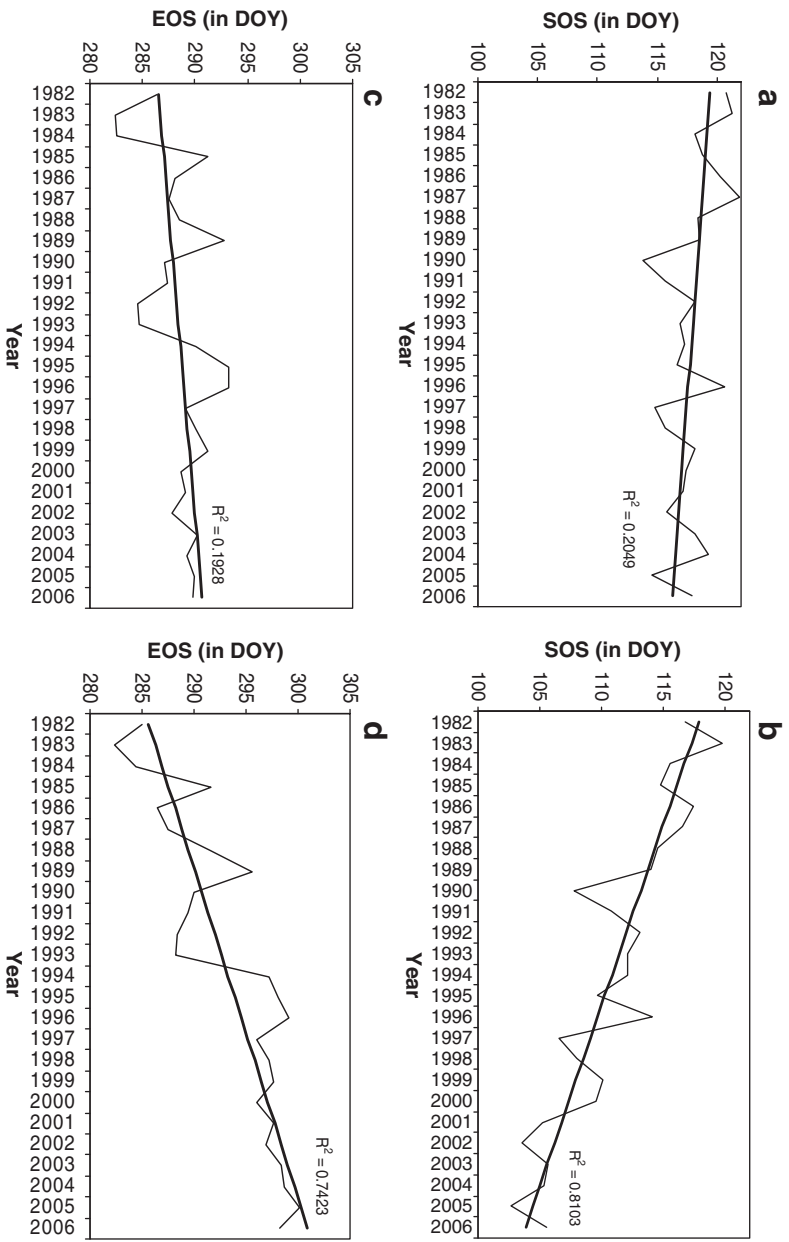 a
SOS (in DOY)
120
115
110
105
100
1982 1983 1984 1985 1986 1987 1988 1989 1990 1991 1992 1993 1994 1995 1996 1997 1998 1999 2000 2001 2002 2003 2004 2005 2006
Year
R² = 0.2049
b
SOS (in DOY)
120
115
110
105
100
1982 1983 1984 1985 1986 1987 1988 1989 1990 1991 1992 1993 1994 1995 1996 1997 1998 1999 2000 2001 2002 2003 2004 2005 2006
Year
R² = 0.8103
c
EOS (in DOY)
305
300
295
290
285
280
1982 1983 1984 1985 1986 1987 1988 1989 1990 1991 1992 1993 1994 1995 1996 1997 1998 1999 2000 2001 2002 2003 2004 2005 2006
Year
R² = 0.1928
d
EOS (in DOY)
305
300
295
290
285
280
1982 1983 1984 1985 1986 1987 1988 1989 1990 1991 1992 1993 1994 1995 1996 1997 1998 1999 2000 2001 2002 2003 2004 2005 2006
Year
R² = 0.7423